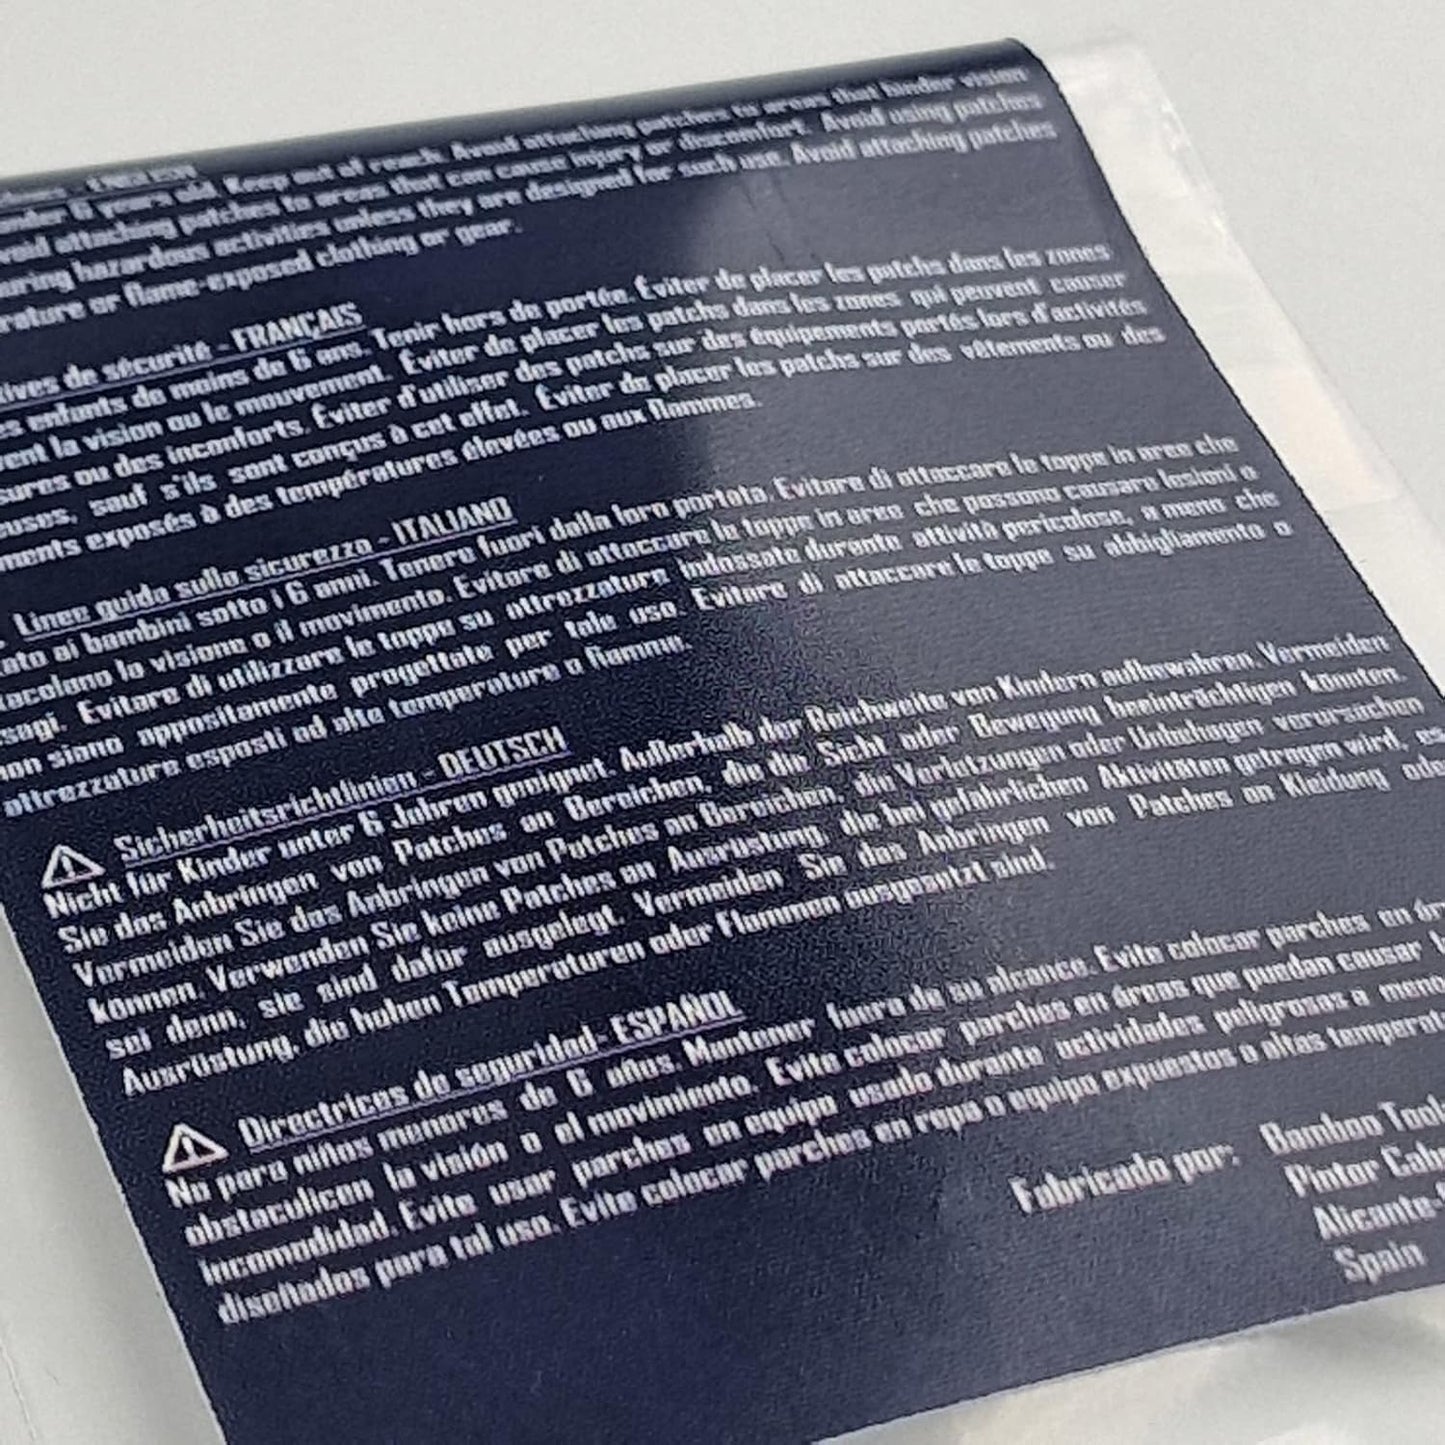 ENGLISH
under 6 years old. Keep out of reach. Avoid attaching patches to areas that hinder vision
Avoid attaching patches to areas that can cause injury or discomfort. Avoid using patches
during hazardous activities unless they are designed for such use. Avoid attaching patches
or flame-exposed clothing or gear.
de sécurité - FRANÇAIS
enfants de moins de 6 ans. Tenir hors de portée. Éviter de placer les patchs dans les zones
la vision ou le mouvement. Éviter de placer les patchs dans les zones qui peuvent causer
ou des inconforts. Éviter d'utiliser des patchs sur des équipements portés lors d'activités
sauf s'ils sont conçus à cet effet. Éviter de placer les patchs sur des vêtements ou des
exposés à des températures élevées ou aux flammes.
Linee guida sulla sicurezza - ITALIANO
ai bambini sotto i 6 anni. Tenere fuori dalla loro portata. Evitare di attaccare le toppe in aree che
la visione o il movimento. Evitare di attaccare le toppe in aree che possono causare lesioni o
Evitare di utilizzare le toppe su attrezzature indossate durante attività pericolose, a meno che
non siano appositamente progettate per tale uso. Evitare di attaccare le toppe su abbigliamento o
attrezzature esposti ad alte temperature o fiamme.
Sicherheitsrichtlinien - DEUTSCH
Nicht für Kinder unter 6 Jahren geeignet. Außerhalb der Reichweite von Kindern aufbewahren. Vermeiden
Sie das Anbringen von Patches an Bereichen, die die Sicht oder Bewegung beeinträchtigen könnten.
Vermeiden Sie das Anbringen von Patches an Bereichen, die Verletzungen oder Unbehagen verursachen
können. Verwenden Sie keine Patches an Ausrüstung, die bei gefährlichen Aktivitäten getragen wird, es
sei denn, sie sind dafür ausgelegt. Vermeiden Sie das Anbringen von Patches an Kleidung oder
Ausrüstung, die hohen Temperaturen oder Flammen ausgesetzt sind.
Directrices de seguridad - ESPAÑOL
No para niños menores de 6 años. Mantener fuera de su alcance. Evite colocar parches en
obstaculicen la visión o el movimiento. Evite colocar parches en áreas que puedan causar
incomodidad. Evite usar parches en equipo usado durante actividades peligrosas a
diseñados para tal uso. Evite colocar parches en ropa o equipo expuestos a altas
Fabricado por: Bamboo
Pintor
Alicante-
Spain